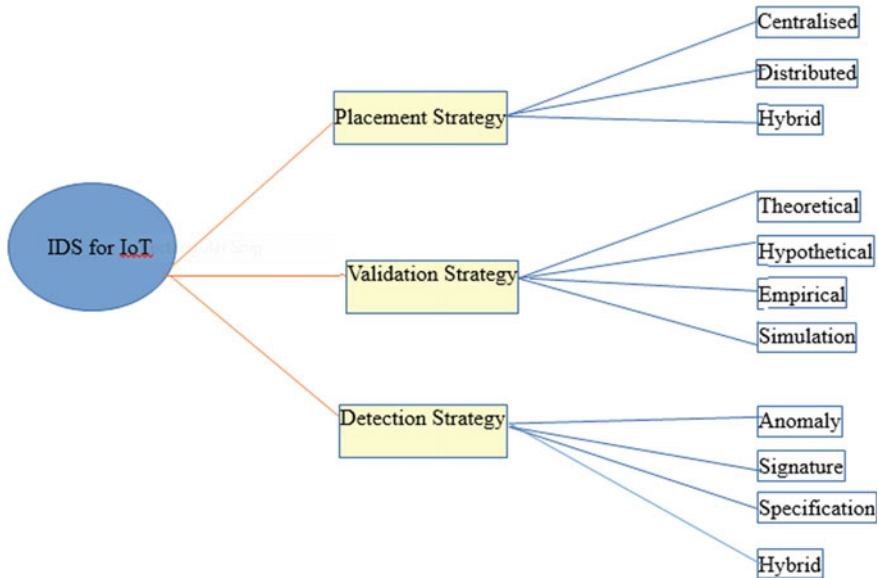 IDS for IoT
Placement Strategy
Centralised
Distributed
Hybrid
Validation Strategy
Theoretical
Hypothetical
Empirical
Simulation
Detection Strategy
Anomaly
Signature
Specification
Hybrid